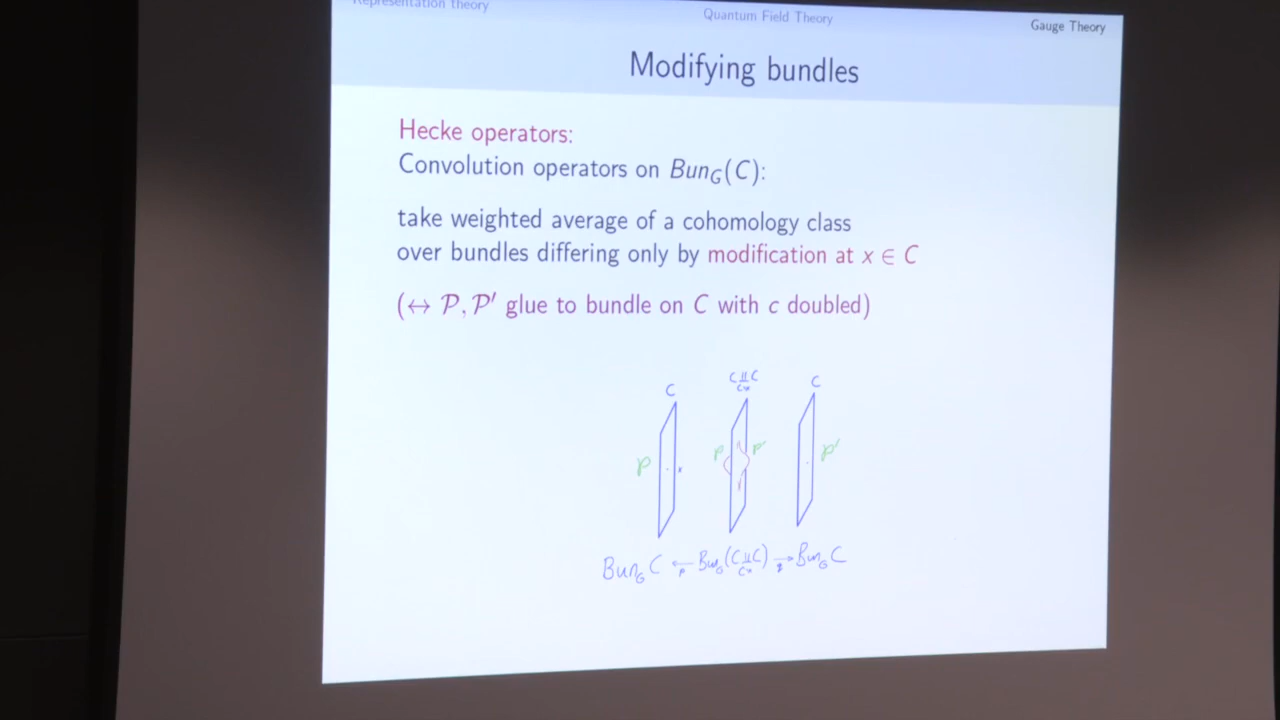 Representation theory
Quantum Field Theory
Gauge Theory
Modifying bundles
Hecke operators:
Convolution operators on Bun_G(C):
take weighted average of a cohomology class
over bundles differing only by modification at x ∈ C
(↔ P, P′ glue to bundle on C with c doubled)
C
C ⨿ C
C\x
C
P
P
P′
P′
Bun_G C ← Bun_G(C ⨿ C) → Bun_G C
p
C\x